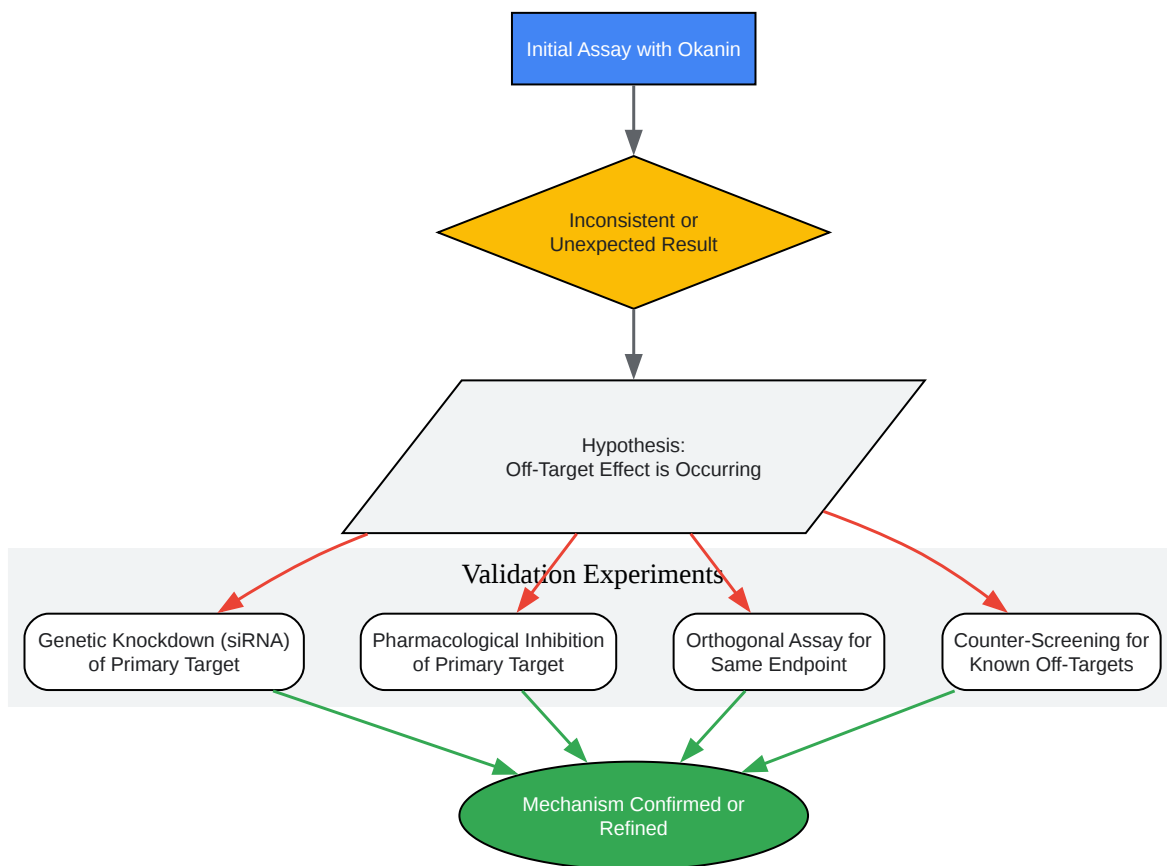 Initial Assay with Okanin
Inconsistent or
Unexpected Result
Hypothesis:
Off-Target Effect is Occurring
Validation Experiments
Genetic Knockdown (siRNA)
of Primary Target
Pharmacological Inhibition
of Primary Target
Orthogonal Assay for
Same Endpoint
Counter-Screening for
Known Off-Targets
Mechanism Confirmed or
Refined